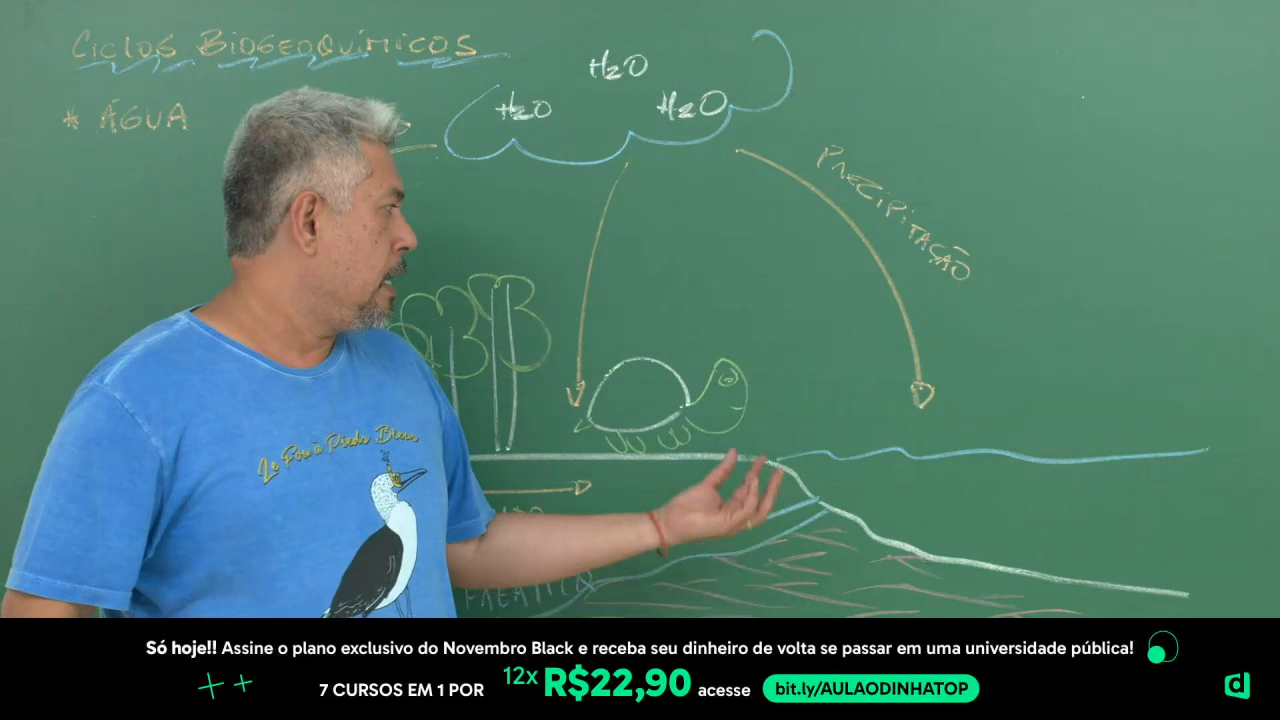 CICLOS BIOGEOQUÍMICOS
* ÁGUA
H2O
H2O
H2O
PRECIPITAÇÃO
Le Fou à Pieds Bleus
FREÁTICO
Só hoje!! Assine o plano exclusivo do Novembro Black e receba seu dinheiro de volta se passar em uma universidade pública!
7 CURSOS EM 1 POR 12x R$22,90 acesse bit.ly/AULAODINHATOP
d